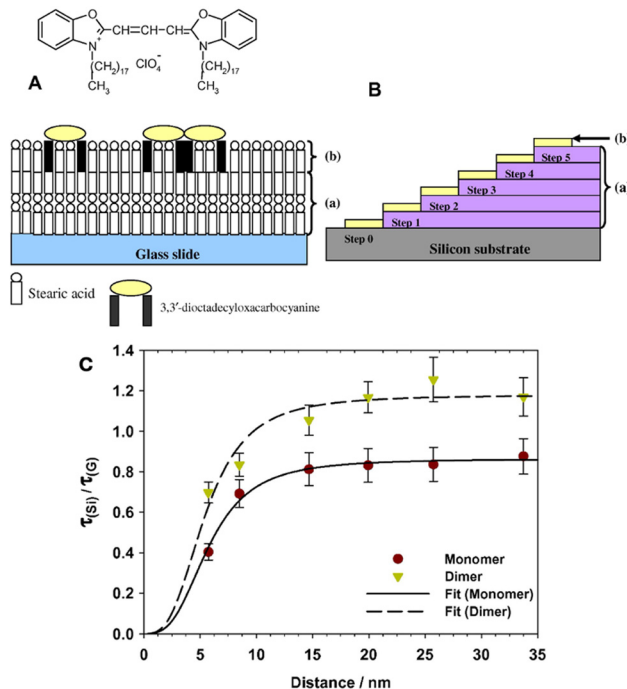 O
O
CH=CH–CH=
N
+
N
(CH2)17
ClO4-
(CH2)17
CH3
CH3
A
B
(b)
(a)
Glass slide
(b
(a
Step 5
Step 4
Step 3
Step 2
Step 1
Step 0
Silicon substrate
Stearic acid
3,3′-dioctadecyloxacarbocyanine
C
1.4
1.2
1.0
0.8
0.6
0.4
0.2
0.0
τ(Si) / τ(G)
Monomer
Dimer
Fit (Monomer)
Fit (Dimer)
0 5 10 15 20 25 30 35
Distance / nm